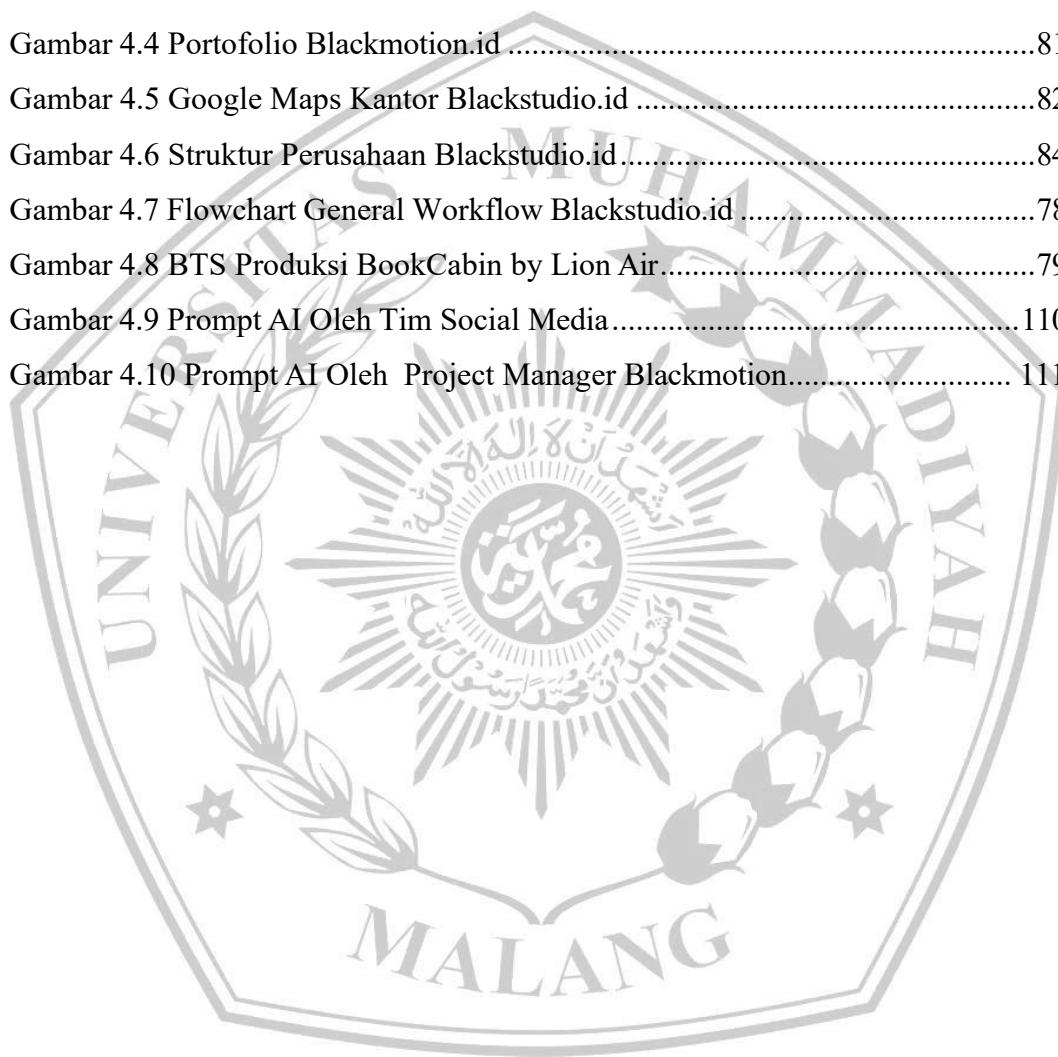 Gambar 4.4 Portofolio Blackmotion.id ........................................................................81
Gambar 4.5 Google Maps Kantor Blackstudio.id ......................................................82
Gambar 4.6 Struktur Perusahaan Blackstudio.id........................................................84
Gambar 4.7 Flowchart General Workflow Blackstudio.id ........................................78
Gambar 4.8 BTS Produksi BookCabin by Lion Air...................................................79
Gambar 4.9 Prompt AI Oleh Tim Social Media.......................................................110
Gambar 4.10 Prompt AI Oleh  Project Manager Blackmotion............................ 111
UNIVERSITAS MUHAMMADIYAH
MALANG